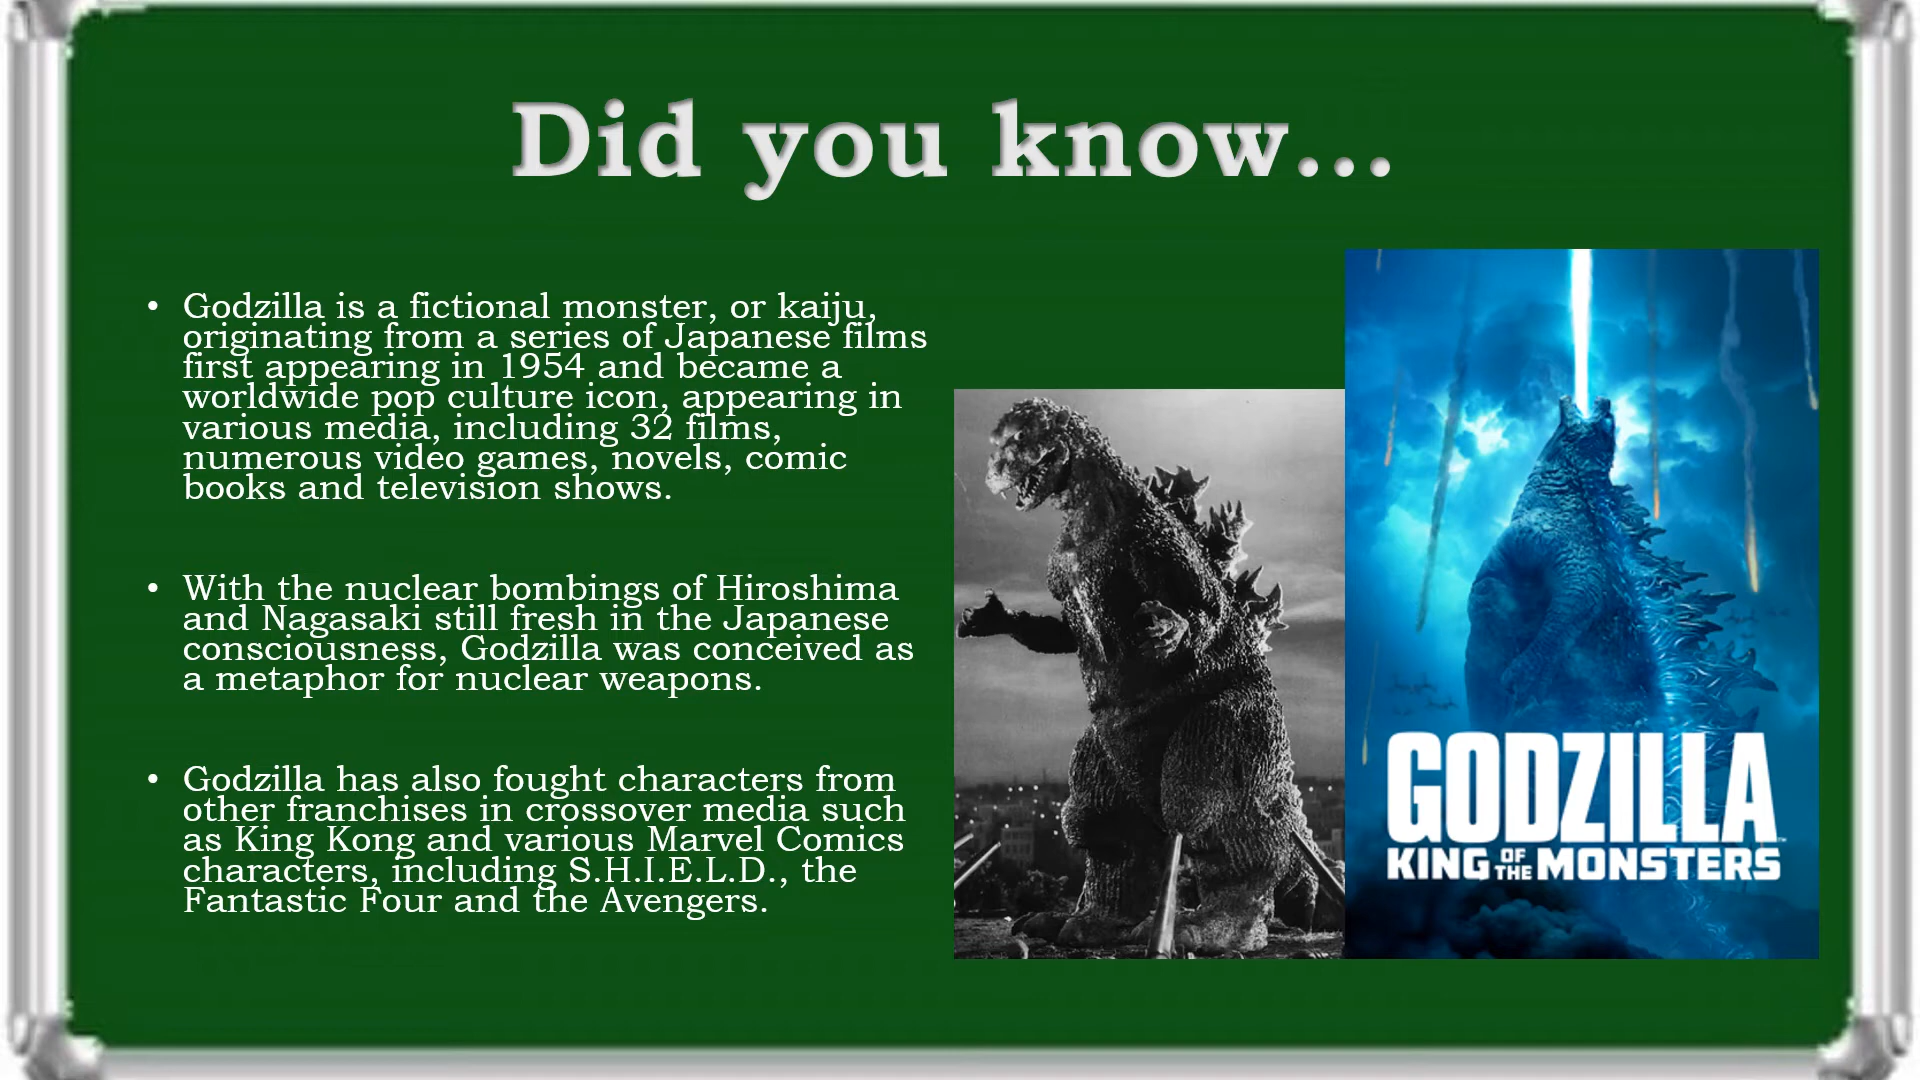 Did you know...
• Godzilla is a fictional monster, or kaiju,
originating from a series of Japanese films
first appearing in 1954 and became a
worldwide pop culture icon, appearing in
various media, including 32 films,
numerous video games, novels, comic
books and television shows.
• With the nuclear bombings of Hiroshima
and Nagasaki still fresh in the Japanese
consciousness, Godzilla was conceived as
a metaphor for nuclear weapons.
• Godzilla has also fought characters from
other franchises in crossover media such
as King Kong and various Marvel Comics
characters, including S.H.I.E.L.D., the
Fantastic Four and the Avengers.
GODZILLA
KING OF THE MONSTERS